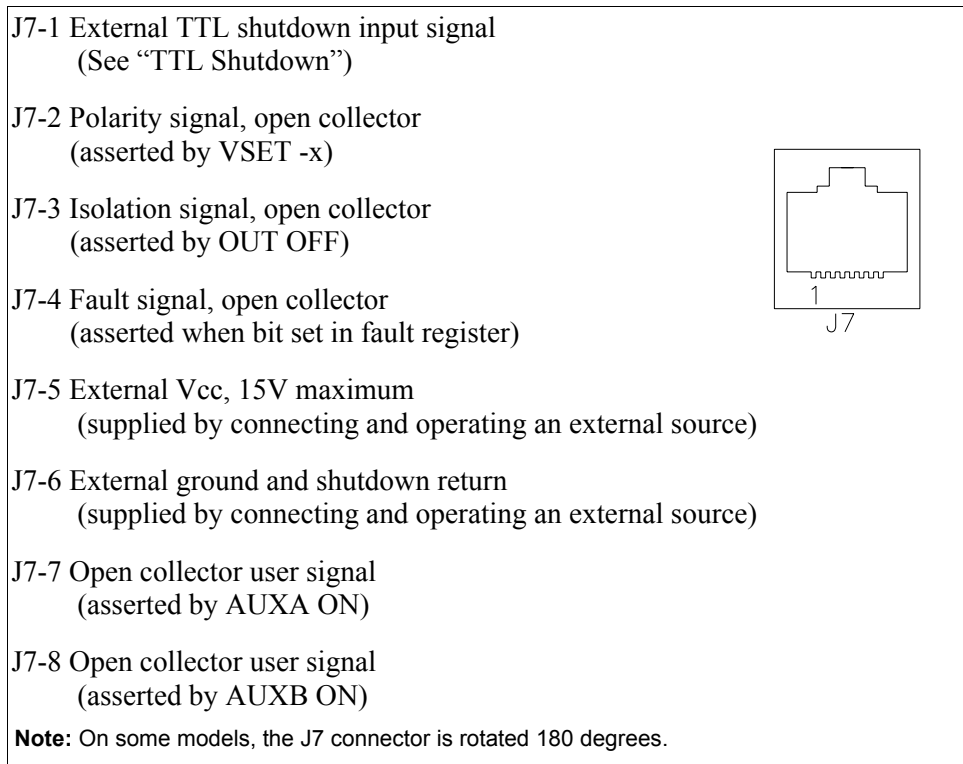 J7-1 External TTL shutdown input signal
(See “TTL Shutdown”)
J7-2 Polarity signal, open collector
(asserted by VSET -x)
J7-3 Isolation signal, open collector
(asserted by OUT OFF)
J7-4 Fault signal, open collector
(asserted when bit set in fault register)
J7-5 External Vcc, 15V maximum
(supplied by connecting and operating an external source)
J7-6 External ground and shutdown return
(supplied by connecting and operating an external source)
J7-7 Open collector user signal
(asserted by AUXA ON)
J7-8 Open collector user signal
(asserted by AUXB ON)
Note: On some models, the J7 connector is rotated 180 degrees.
1
J7